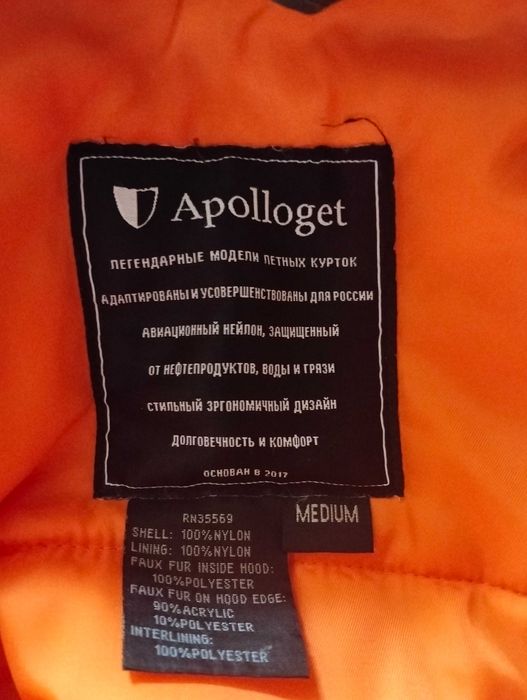 Apolloget
ЛЕГЕНДАРНЫЕ МОДЕЛИ ЛЕТНЫХ КУРТОК
АДАПТИРОВАНЫ И УСОВЕРШЕНСТВОВАНЫ ДЛЯ РОССИИ
АВИАЦИОННЫЙ НЕЙЛОН, ЗАЩИЩЕННЫЙ
ОТ НЕФТЕПРОДУКТОВ, ВОДЫ И ГРЯЗИ
СТИЛЬНЫЙ ЭРГОНОМИЧНЫЙ ДИЗАЙН
ДОЛГОВЕЧНОСТЬ И КОМФОРТ
ОСНОВАН В 2017
MEDIUM
RN35569
SHELL: 100%NYLON
LINING: 100%NYLON
FAUX FUR INSIDE HOOD:
100%POLYESTER
FAUX FUR ON HOOD EDGE:
90%ACRYLIC
10%POLYESTER
INTERLINING:
100%POLYESTER